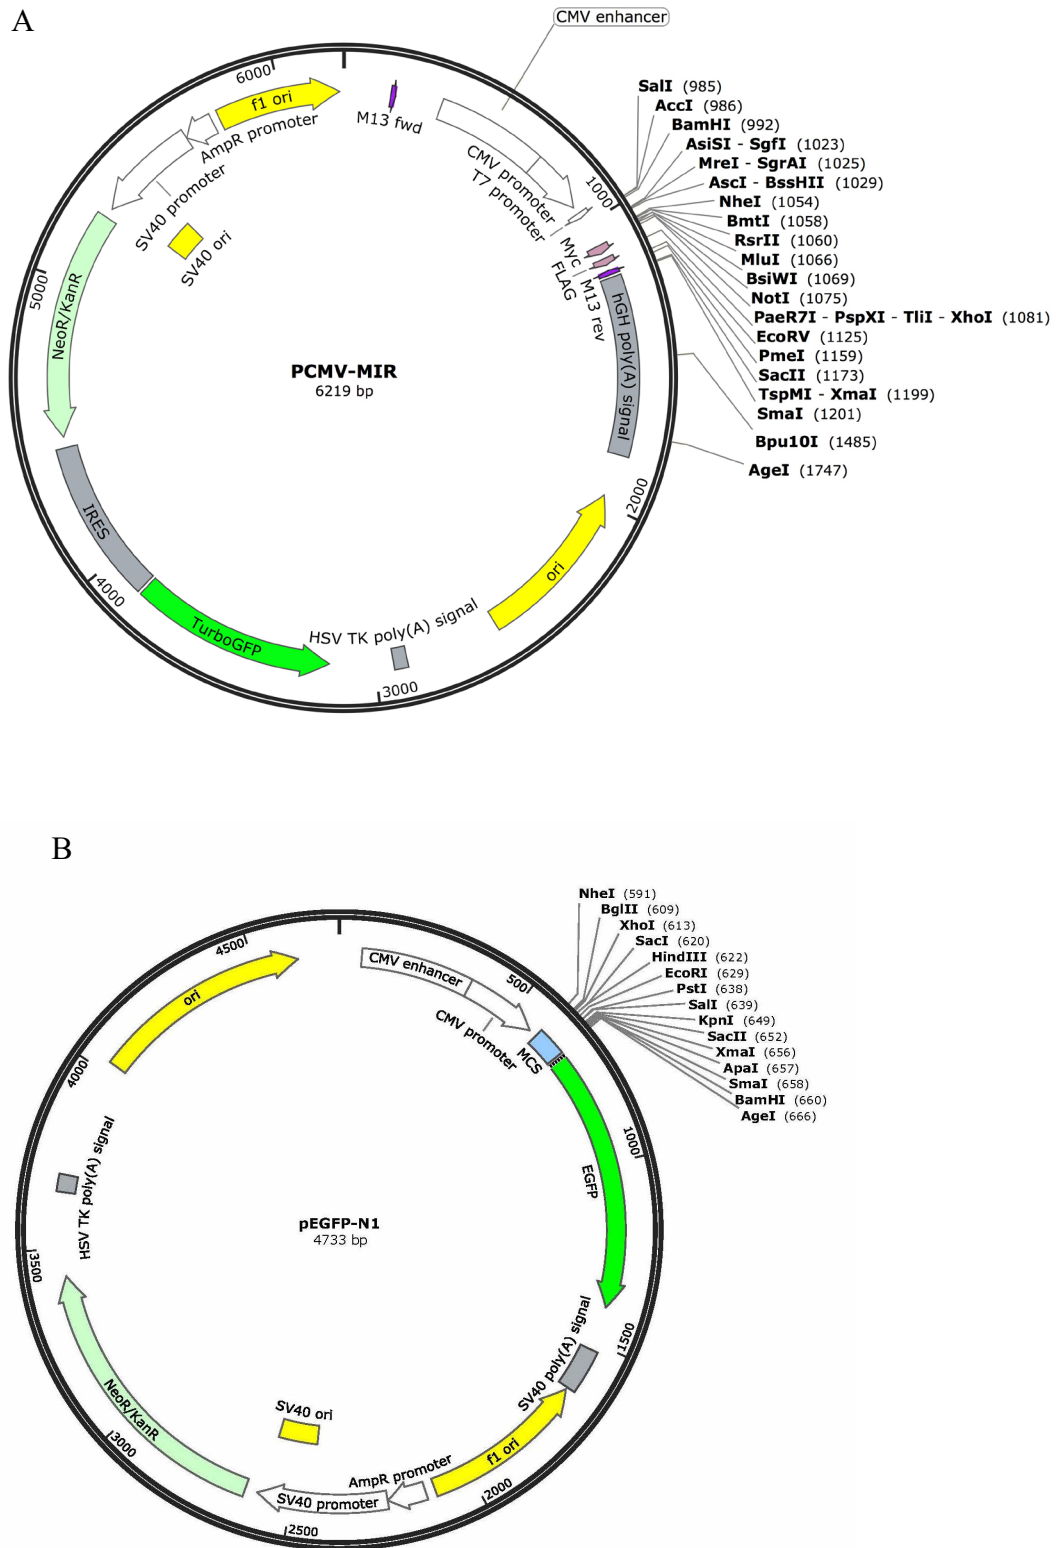 A
CMV enhancer
6000
f1 ori
M13 fwd
AmpR promoter
SV40 promoter
SV40 ori
CMV promoter
T7 promoter
1000
Myc
FLAG
M13 rev
hGH poly(A) signal
SalI (985)
AccI (986)
BamHI (992)
AsiSI - SgfI (1023)
MreI - SgrAI (1025)
AscI - BssHII (1029)
NheI (1054)
BmtI (1058)
RsrII (1060)
MluI (1066)
BsiWI (1069)
NotI (1075)
PaeR7I - PspXI - TliI - XhoI (1081)
EcoRV (1125)
PmeI (1159)
SacII (1173)
TspMI - XmaI (1199)
SmaI (1201)
Bpu10I (1485)
AgeI (1747)
5000
NeoR/KanR
PCMV-MIR
6219 bp
2000
IRES
4000
ori
TurboGFP
HSV TK poly(A) signal
3000
B
NheI (591)
BglII (609)
XhoI (613)
SacI (620)
HindIII (622)
EcoRI (629)
PstI (638)
SalI (639)
KpnI (649)
SacII (652)
XmaI (656)
ApaI (657)
SmaI (658)
BamHI (660)
AgeI (666)
4500
ori
CMV enhancer
500
CMV promoter
MCS
4000
1000
EGFP
HSV TK poly(A) signal
pEGFP-N1
4733 bp
3500
1500
SV40 poly(A) signal
NeoR/KanR
SV40 ori
3000
f1 ori
AmpR promoter
SV40 promoter
2000
2500